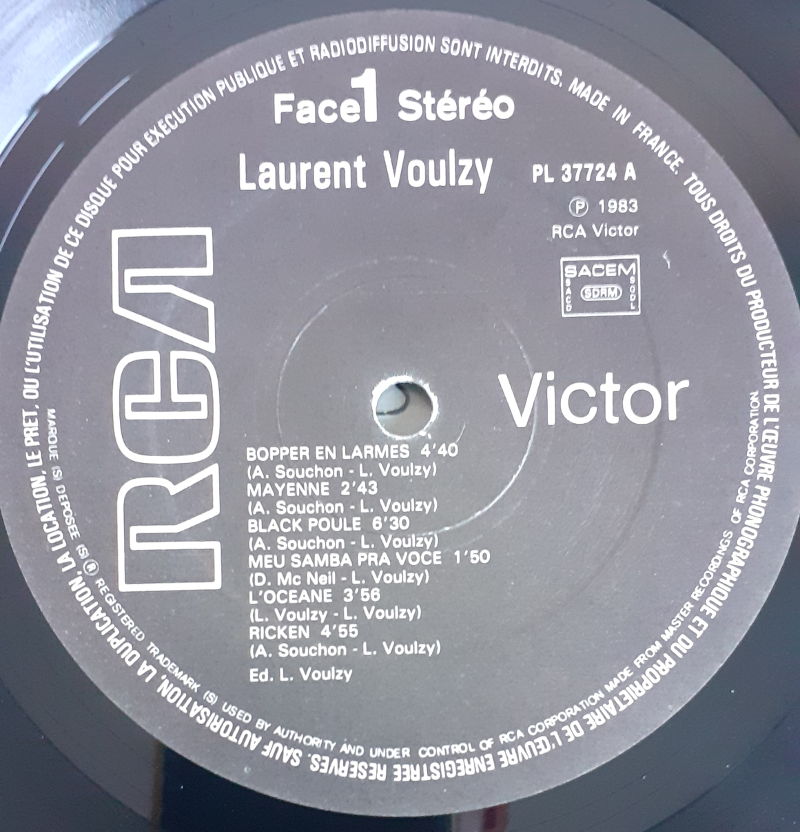 Face 1 Stéréo
Laurent Voulzy
PL 37724 A
℗ 1983
RCA Victor
SACEM
SACD
SDRM
SGDL
RCA
Victor
BOPPER EN LARMES 4'40
(A. Souchon - L. Voulzy)
MAYENNE 2'43
(A. Souchon - L. Voulzy)
BLACK POULE 6'30
(A. Souchon - L. Voulzy)
MEU SAMBA PRA VOCE 1'50
(D. Mc Neil - L. Voulzy)
L'OCEANE 3'56
(L. Voulzy - L. Voulzy)
RICKEN 4'55
(A. Souchon - L. Voulzy)
Ed. L. Voulzy
MADE IN FRANCE. TOUS DROITS DU PRODUCTEUR DE L'ŒUVRE PHONOGRAPHIQUE ET DU PROPRIETAIRE DE L'ŒUVRE ENREGISTREE RESERVES. SAUF AUTORISATION, LA DUPLICATION, LA LOCATION, LE PRET, OU L'UTILISATION DE CE DISQUE POUR EXECUTION PUBLIQUE ET RADIODIFFUSION SONT INTERDITS.
MARQUE (S) DEPOSEE (S) ® REGISTERED TRADEMARK (S) USED BY AUTHORITY AND UNDER CONTROL OF RCA CORPORATION MADE FROM MASTER RECORDINGS OF RCA CORPORATION